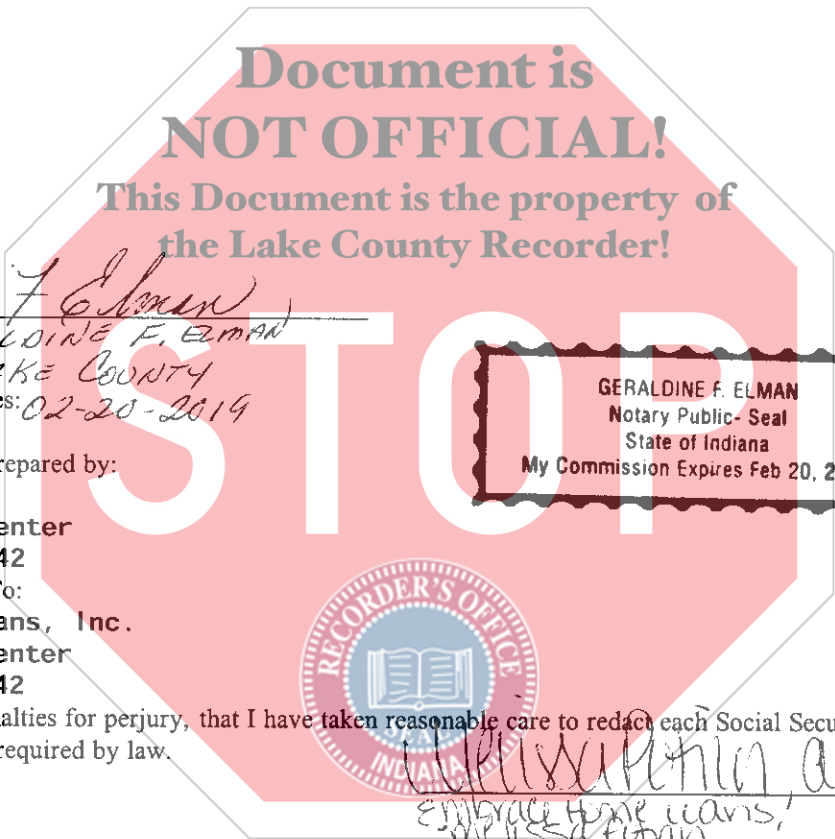 Document is
NOT OFFICIAL!
This Document is the property of
the Lake County Recorder!
F Elman
LDINE F. ELMAN
KE COUNTY
es: 02-20-2019
STOP
GERALDINE F. ELMAN
Notary Public- Seal
State of Indiana
My Commission Expires Feb 20, 2
repared by:
enter
42
o:
ans, Inc.
enter
42
RECORDER'S OFFICE
SEAL
INDIANA
alties for perjury, that I have taken reasonable care to redact each Social Secu
required by law.
Embrace Home Loans,
Melissa